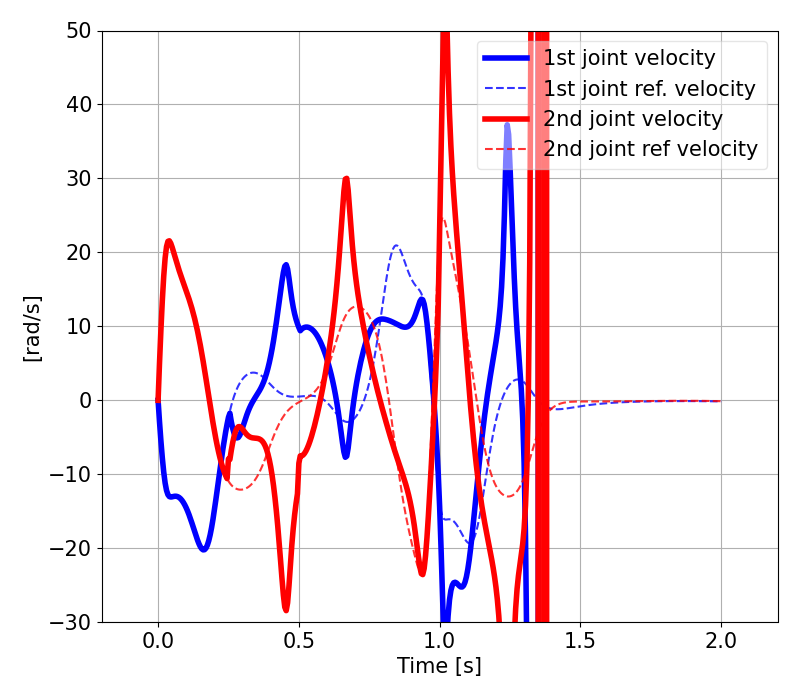 50
40
30
20
10
0
−10
−20
−30
[rad/s]
1st joint velocity
1st joint ref. velocity
2nd joint velocity
2nd joint ref velocity
0.0 0.5 1.0 1.5 2.0
Time [s]